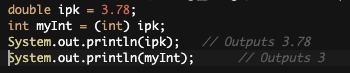 double ipk = 3.78;
int myInt = (int) ipk;
System.out.println(ipk);   // Outputs 3.78
System.out.println(myInt);      // Outputs 3